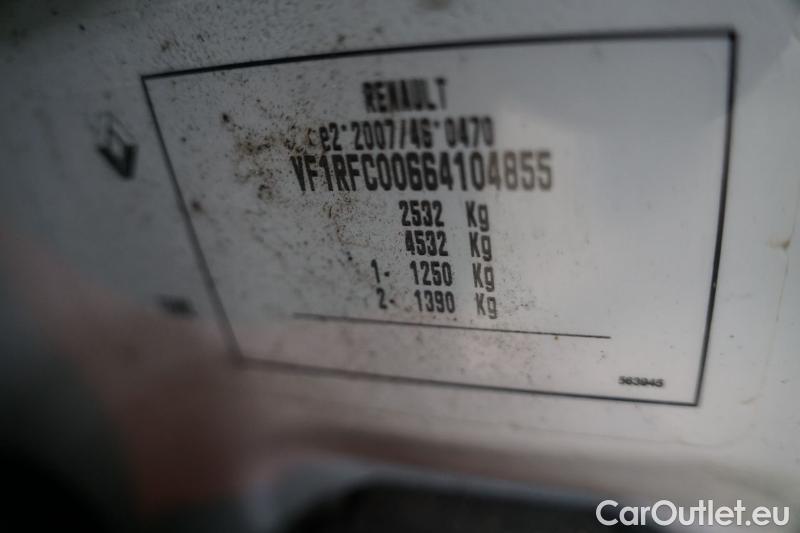 RENAULT
e2*2007/46*0470
VF1RFC00664104855
2532 Kg
4532 Kg
1- 1250 Kg
2- 1390 Kg
563945
CarOutlet.eu